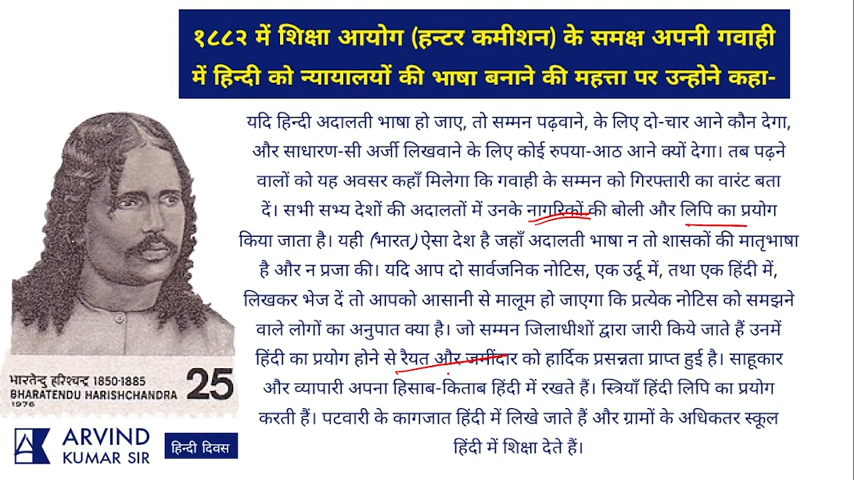 १८८२ में शिक्षा आयोग (हन्टर कमीशन) के समक्ष अपनी गवाही
में हिन्दी को न्यायालयों की भाषा बनाने की महत्ता पर उन्होने कहा-
यदि हिन्दी अदालती भाषा हो जाए, तो सम्मन पढ़वाने, के लिए दो-चार आने कौन देगा,
और साधारण-सी अर्जी लिखवाने के लिए कोई रुपया-आठ आने क्यों देगा। तब पढ़ने
वालों को यह अवसर कहाँ मिलेगा कि गवाही के सम्मन को गिरफ्तारी का वारंट बता
दें। सभी सभ्य देशों की अदालतों में उनके नागरिकों की बोली और लिपि का प्रयोग
किया जाता है। यही (भारत) ऐसा देश है जहाँ अदालती भाषा न तो शासकों की मातृभाषा
है और न प्रजा की। यदि आप दो सार्वजनिक नोटिस, एक उर्दू में, तथा एक हिंदी में,
लिखकर भेज दें तो आपको आसानी से मालूम हो जाएगा कि प्रत्येक नोटिस को समझने
वाले लोगों का अनुपात क्या है। जो सम्मन जिलाधीशों द्वारा जारी किये जाते हैं उनमें
हिंदी का प्रयोग होने से रैयत और जमींदार को हार्दिक प्रसन्नता प्राप्त हुई है। साहूकार
और व्यापारी अपना हिसाब-किताब हिंदी में रखते हैं। स्त्रियाँ हिंदी लिपि का प्रयोग
करती हैं। पटवारी के कागजात हिंदी में लिखे जाते हैं और ग्रामों के अधिकतर स्कूल
हिंदी में शिक्षा देते हैं।
भारतेन्दु हरिश्चन्द्र 1850-1885
BHARATENDU HARISHCHANDRA
1976
25
ARVIND
KUMAR SIR
हिन्दी दिवस